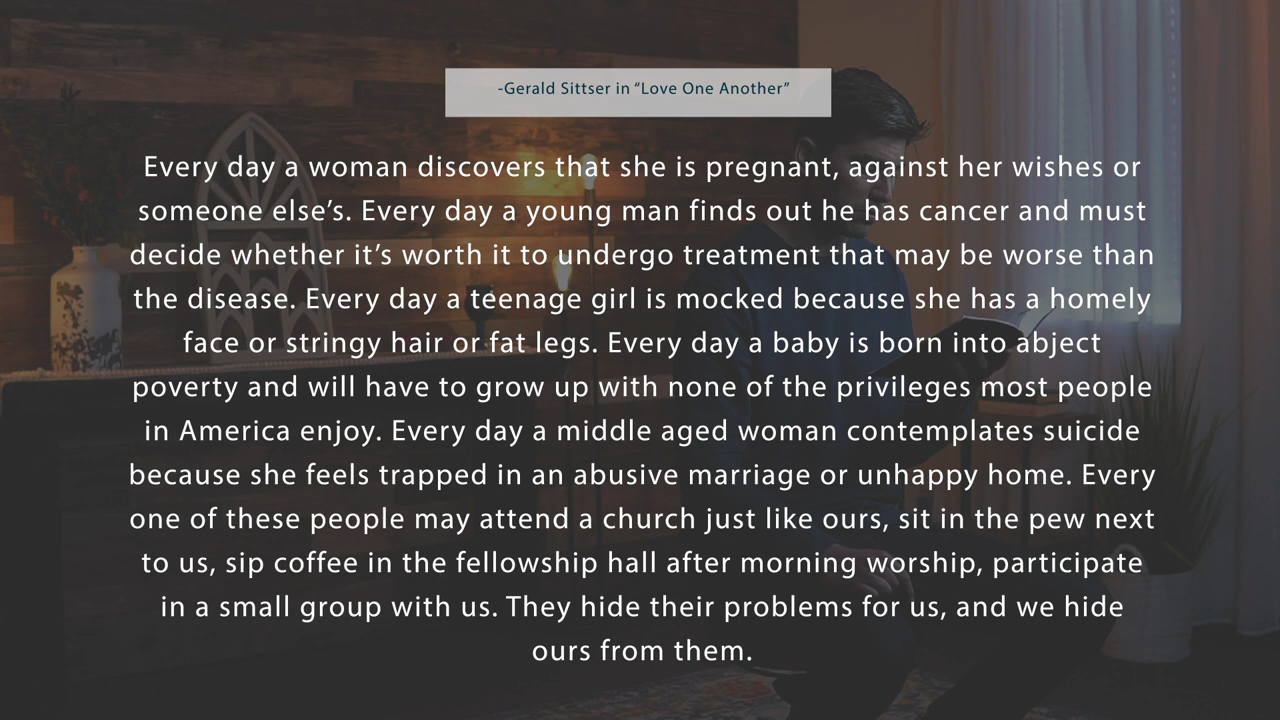 -Gerald Sittser in “Love One Another”
Every day a woman discovers that she is pregnant, against her wishes or
someone else’s. Every day a young man finds out he has cancer and must
decide whether it’s worth it to undergo treatment that may be worse than
the disease. Every day a teenage girl is mocked because she has a homely
face or stringy hair or fat legs. Every day a baby is born into abject
poverty and will have to grow up with none of the privileges most people
in America enjoy. Every day a middle aged woman contemplates suicide
because she feels trapped in an abusive marriage or unhappy home. Every
one of these people may attend a church just like ours, sit in the pew next
to us, sip coffee in the fellowship hall after morning worship, participate
in a small group with us. They hide their problems for us, and we hide
ours from them.